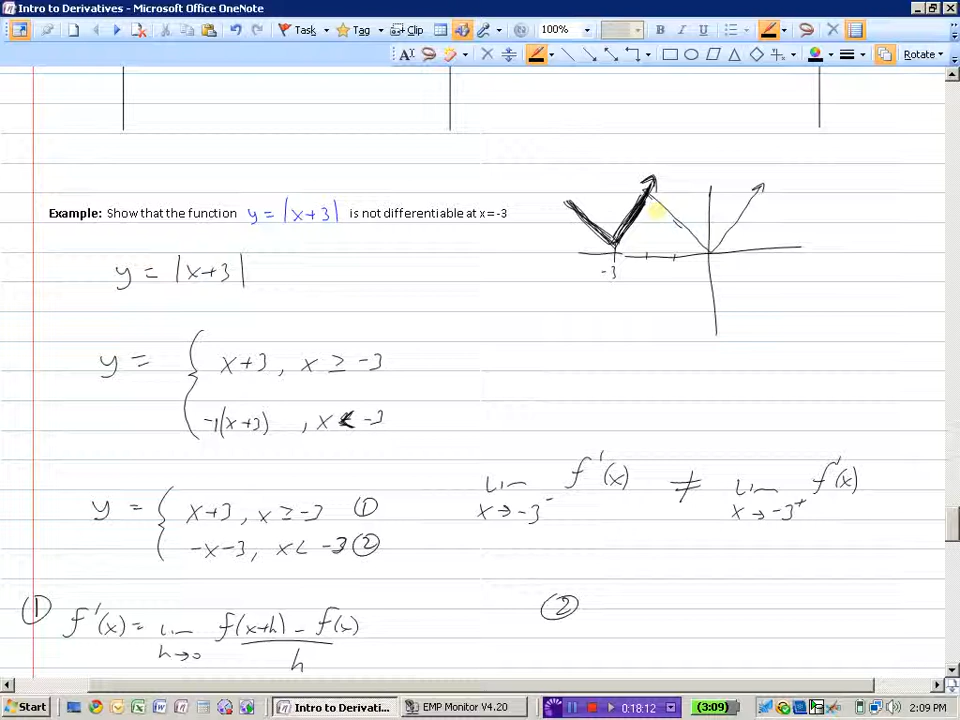 Intro to Derivatives - Microsoft Office OneNote
Task Tag Clip 100% B I U
A Rotate
Example: Show that the function y = |x+3| is not differentiable at x = -3
-3
y = |x+3|
y = { x+3, x ≥ -3
-1(x+3), x < -3
lim f'(x) ≠ lim f'(x)
x → -3⁻ x → -3⁺
y = { x+3, x ≥ -3 ①
-x-3, x < -3 ②
① f'(x) = lim f(x+h) - f(x)
h→0 h
②
Start Intro to Derivati... EMP Monitor V4.20 0:18:12 (3:09) 2:09 PM